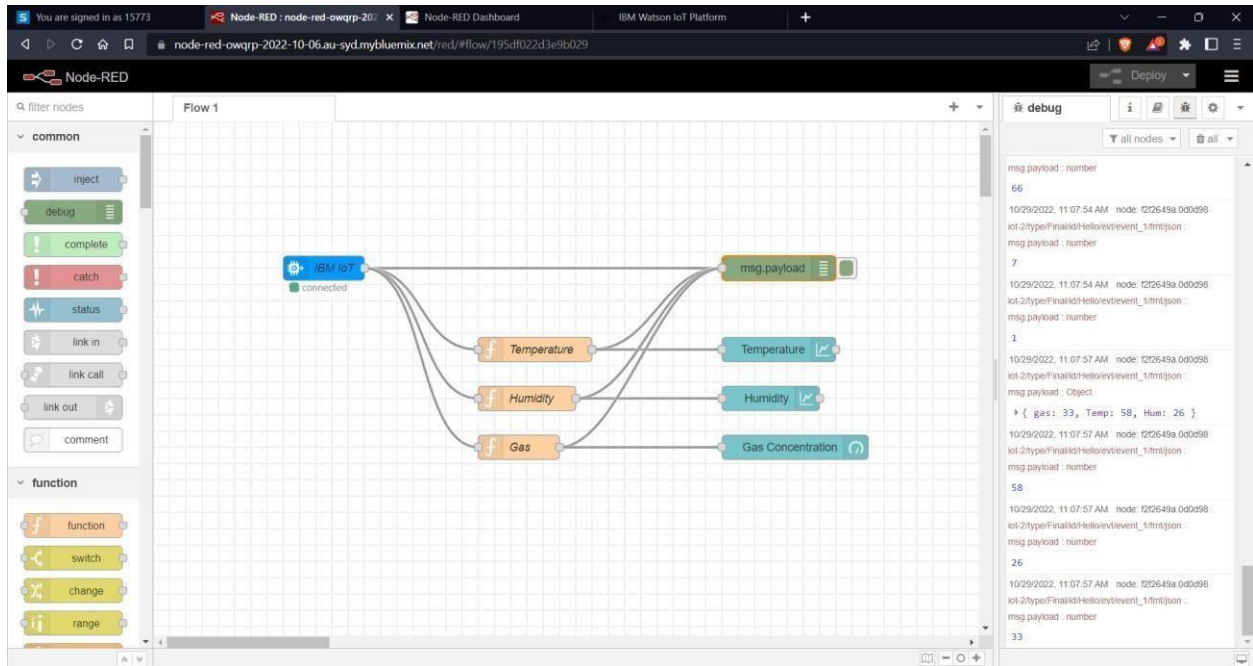 You are signed in as 15773
Node-RED : node-red-owqrp-202
Node-RED Dashboard
IBM Watson IoT Platform
node-red-owqrp-2022-10-06.au-syd.mybluemix.net/red/#flow/195df022d3e9b029
Node-RED
Deploy
filter nodes
common
inject
debug
complete
catch
status
link in
link call
link out
comment
function
function
switch
change
range
Flow 1
IBM IoT
connected
msg.payload
Temperature
Temperature
Humidity
Humidity
Gas
Gas Concentration
debug
all nodes
all
msg.payload : number
66
10/29/2022, 11:07:54 AM node: f2f2649a.0d0d98
iot-2/type/Final/id/Hello/evt/event_1/fmt/json :
msg.payload : number
7
10/29/2022, 11:07:54 AM node: f2f2649a.0d0d98
iot-2/type/Final/id/Hello/evt/event_1/fmt/json :
msg.payload : number
1
10/29/2022, 11:07:57 AM node: f2f2649a.0d0d98
iot-2/type/Final/id/Hello/evt/event_1/fmt/json :
msg.payload : Object
{ gas: 33, Temp: 58, Hum: 26 }
10/29/2022, 11:07:57 AM node: f2f2649a.0d0d98
iot-2/type/Final/id/Hello/evt/event_1/fmt/json :
msg.payload : number
58
10/29/2022, 11:07:57 AM node: f2f2649a.0d0d98
iot-2/type/Final/id/Hello/evt/event_1/fmt/json :
msg.payload : number
26
10/29/2022, 11:07:57 AM node: f2f2649a.0d0d98
iot-2/type/Final/id/Hello/evt/event_1/fmt/json :
msg.payload : number
33